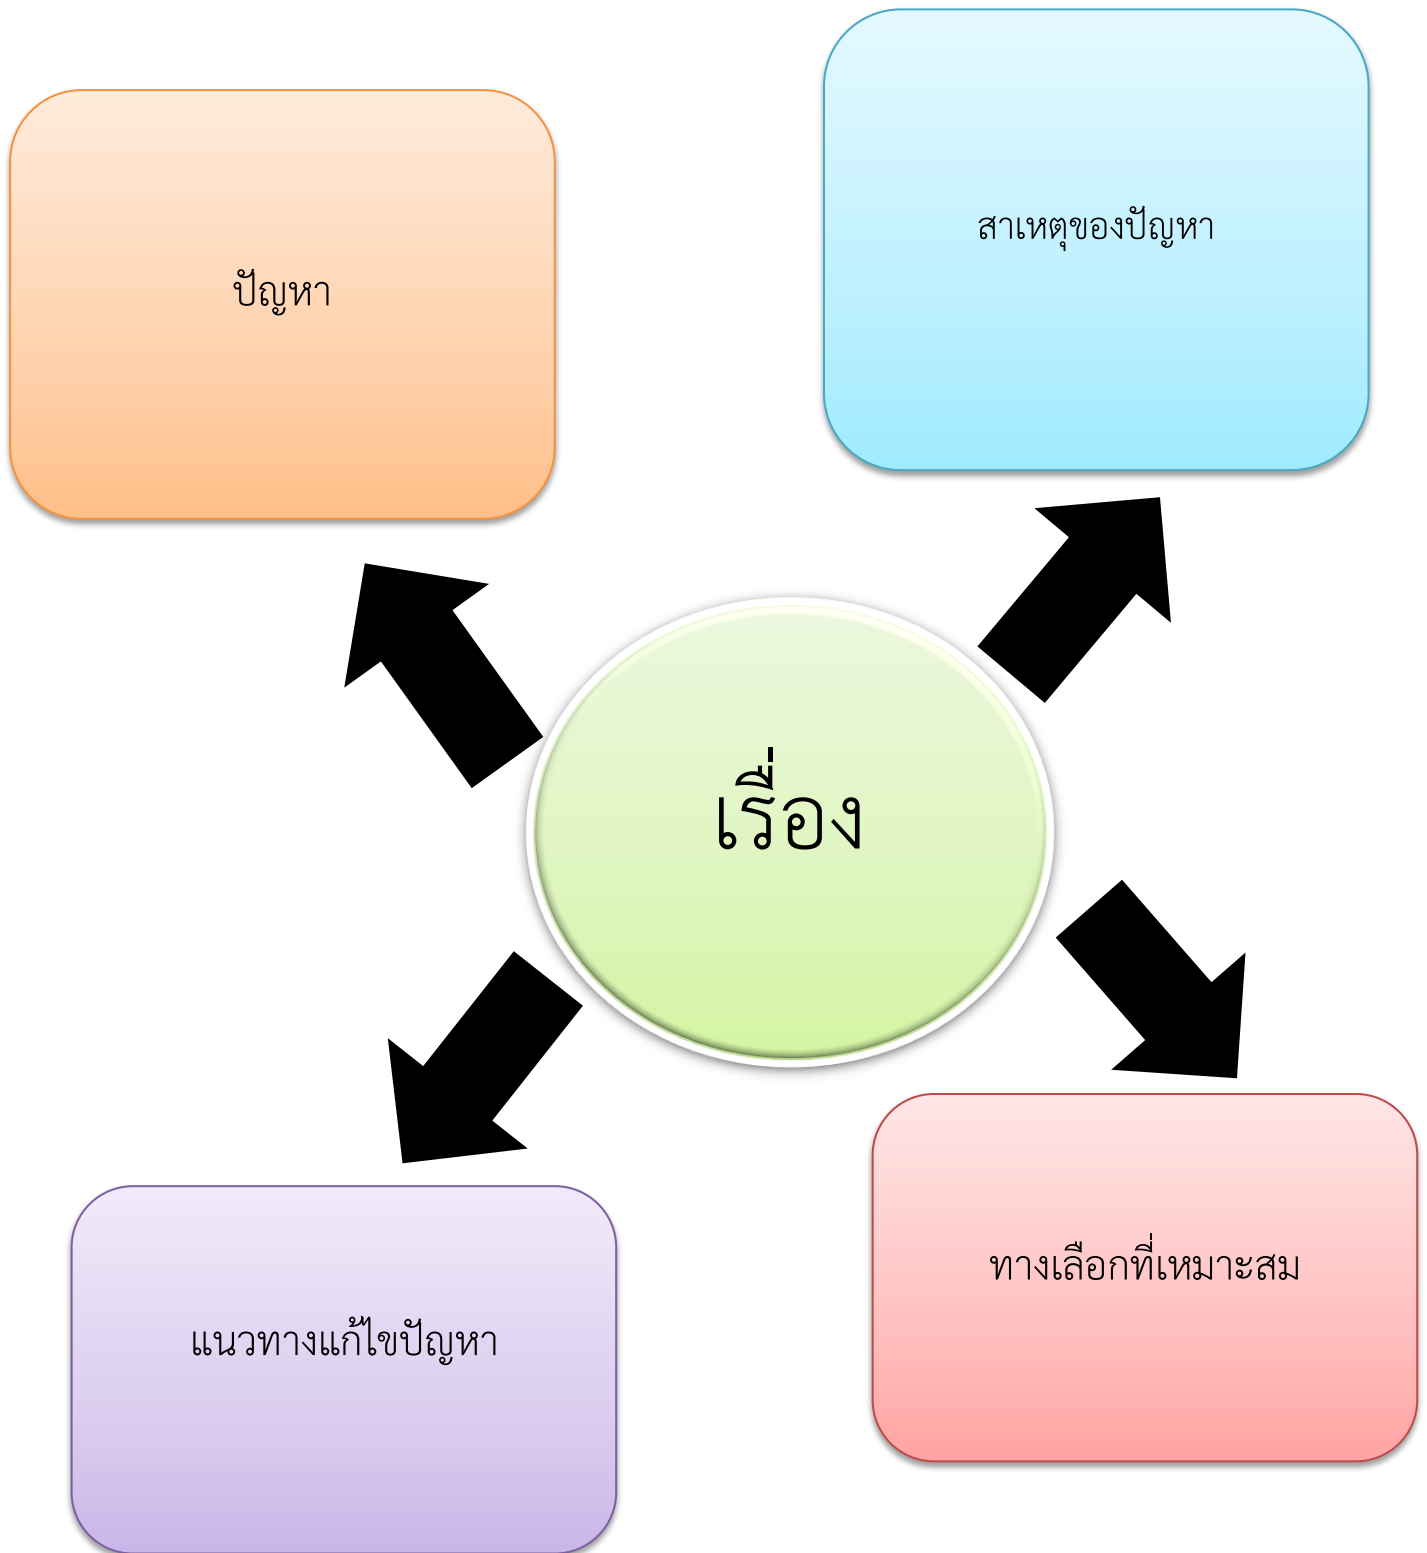 สาเหตุของปัญหา
ปัญหา
เรื่อง
ทางเลือกที่เหมาะสม
แนวทางแก้ไขปัญหา